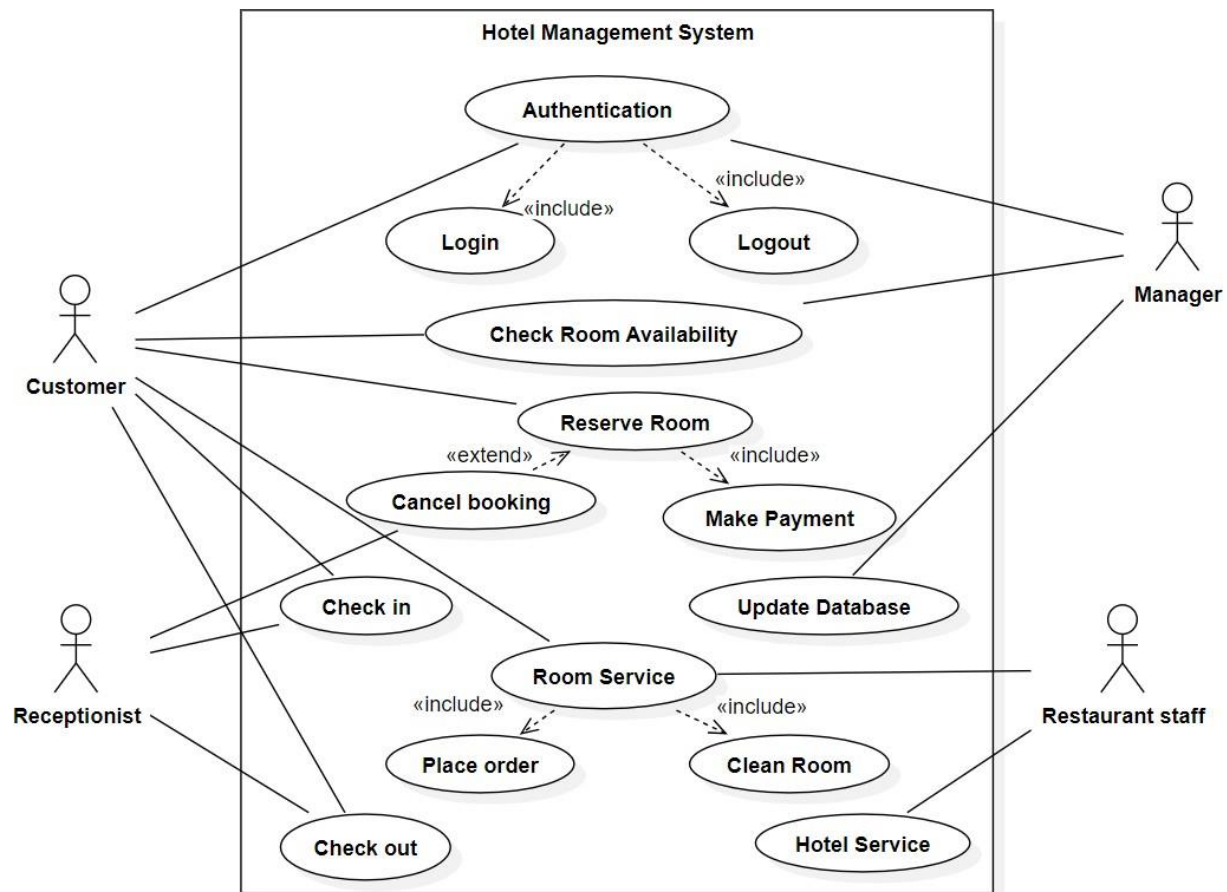 Hotel Management System
Authentication
«include»
«include»
Login
Logout
Manager
Check Room Availability
Customer
Reserve Room
«extend»
«include»
Cancel booking
Make Payment
Check in
Update Database
Room Service
Receptionist
«include»
«include»
Restaurant staff
Place order
Clean Room
Check out
Hotel Service